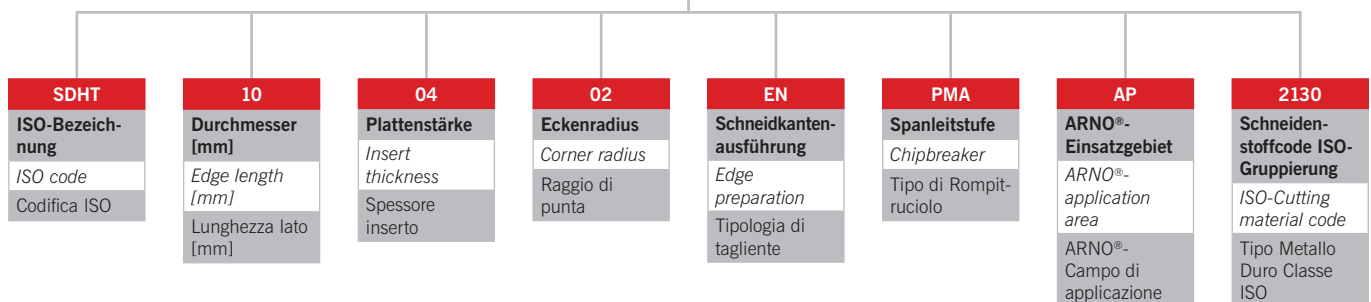 SDHT
ISO-Bezeich-
nung
ISO code
Codifica ISO
10
Durchmesser
[mm]
Edge length
[mm]
Lunghezza lato
[mm]
04
Plattenstärke
Insert
thickness
Spessore
inserto
02
Eckenradius
Corner radius
Raggio di
punta
EN
Schneidkanten-
ausführung
Edge
preparation
Tipologia di
tagliente
PMA
Spanleitstufe
Chipbreaker
Tipo di Rompit-
ruciolo
AP
ARNO®-
Einsatzgebiet
ARNO®-
application
area
ARNO®-
Campo di
applicazione
2130
Schneiden-
stoffcode ISO-
Gruppierung
ISO-Cutting
material code
Tipo Metallo
Duro Classe
ISO